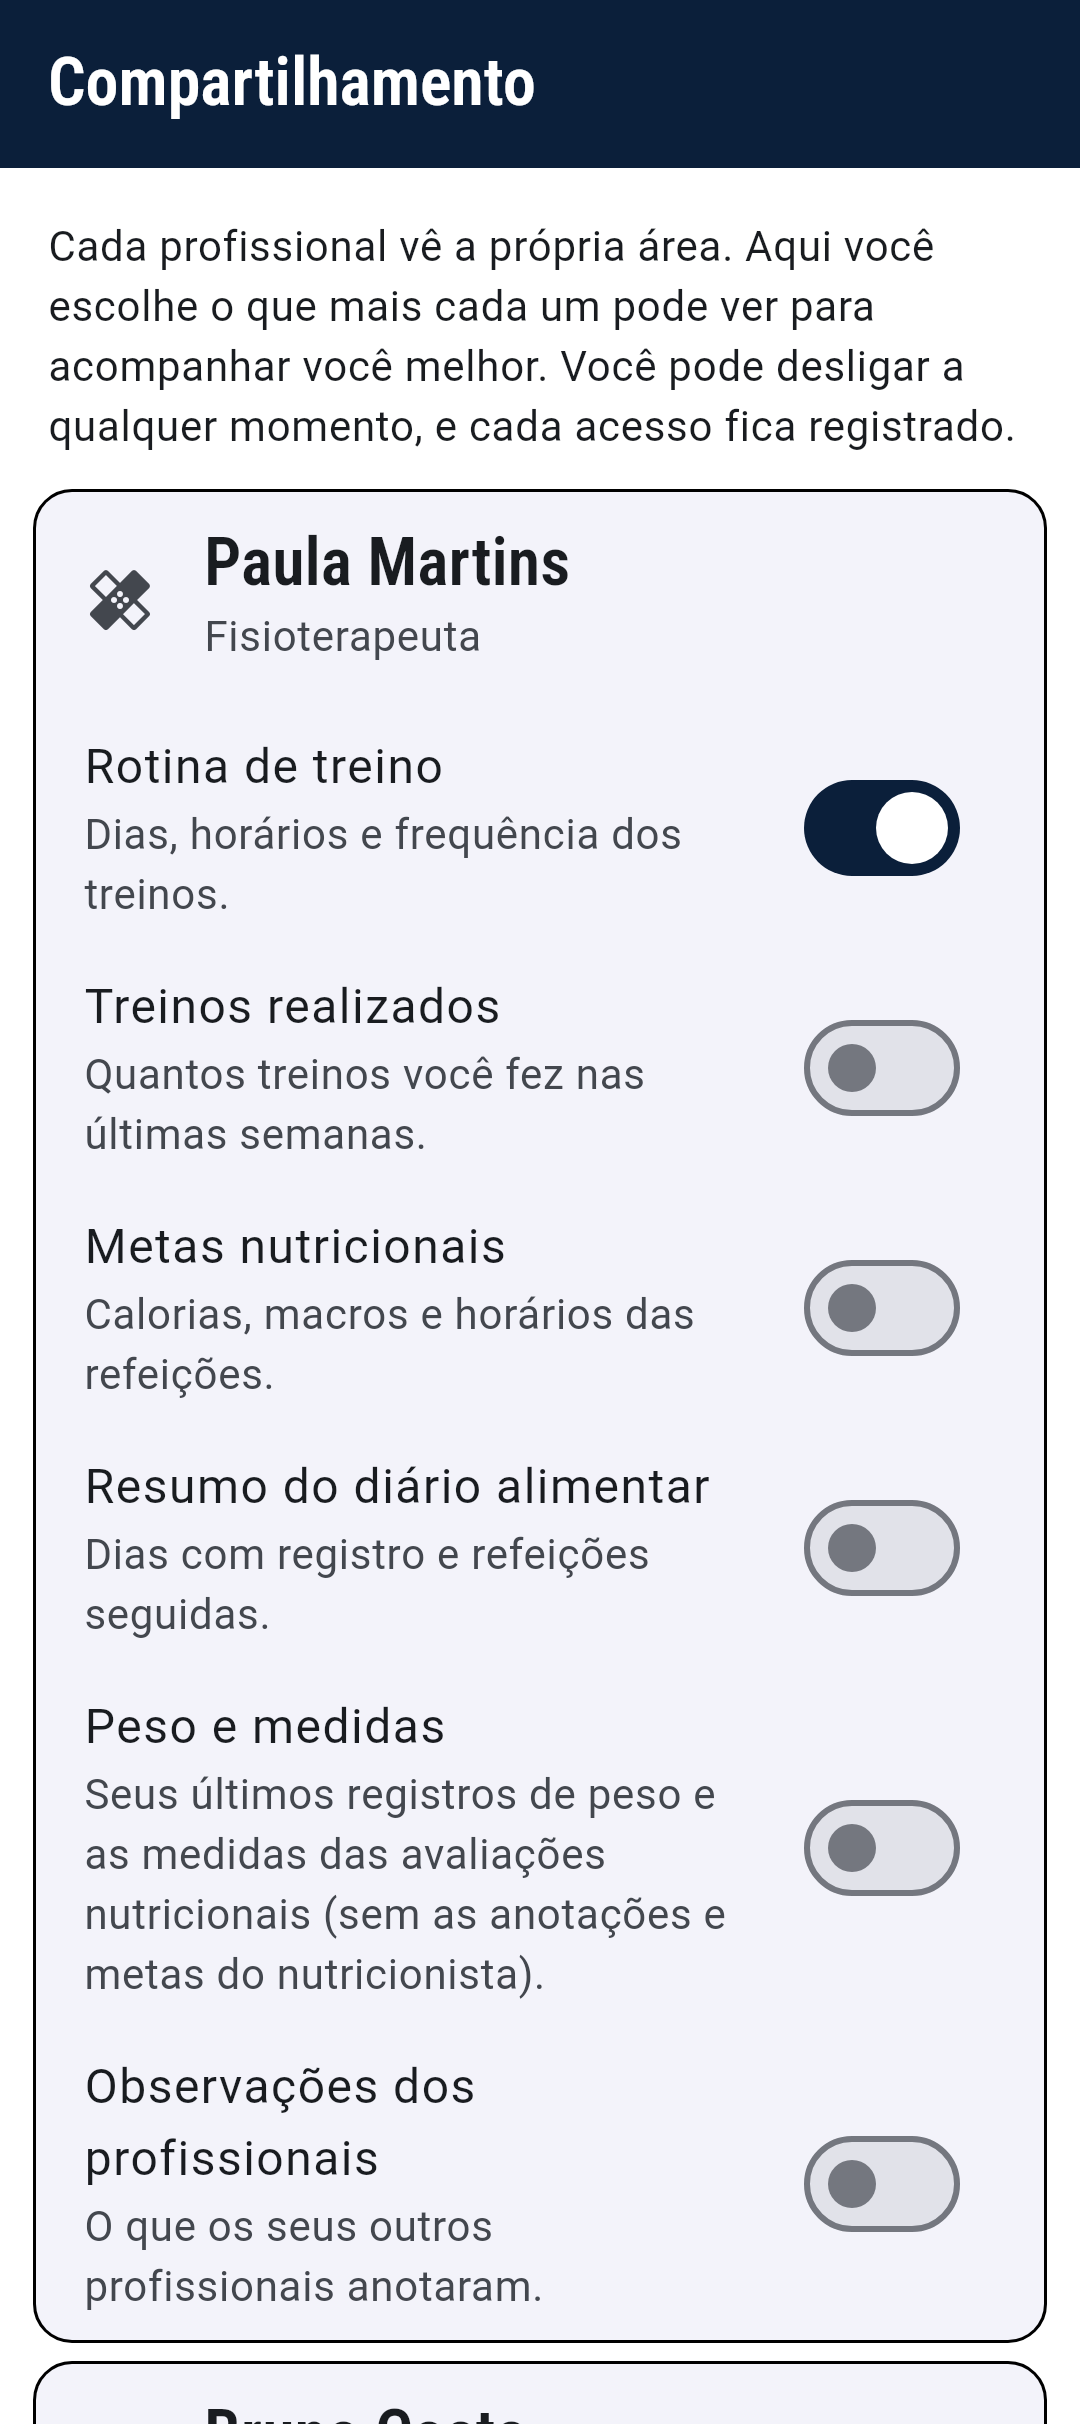 Compartilhamento
Cada profissional vê a própria área. Aqui você
escolhe o que mais cada um pode ver para
acompanhar você melhor. Você pode desligar a
qualquer momento, e cada acesso fica registrado.
Paula Martins
Fisioterapeuta
Rotina de treino
Dias, horários e frequência dos
treinos.
Treinos realizados
Quantos treinos você fez nas
últimas semanas.
Metas nutricionais
Calorias, macros e horários das
refeições.
Resumo do diário alimentar
Dias com registro e refeições
seguidas.
Peso e medidas
Seus últimos registros de peso e
as medidas das avaliações
nutricionais (sem as anotações e
metas do nutricionista).
Observações dos
profissionais
O que os seus outros
profissionais anotaram.